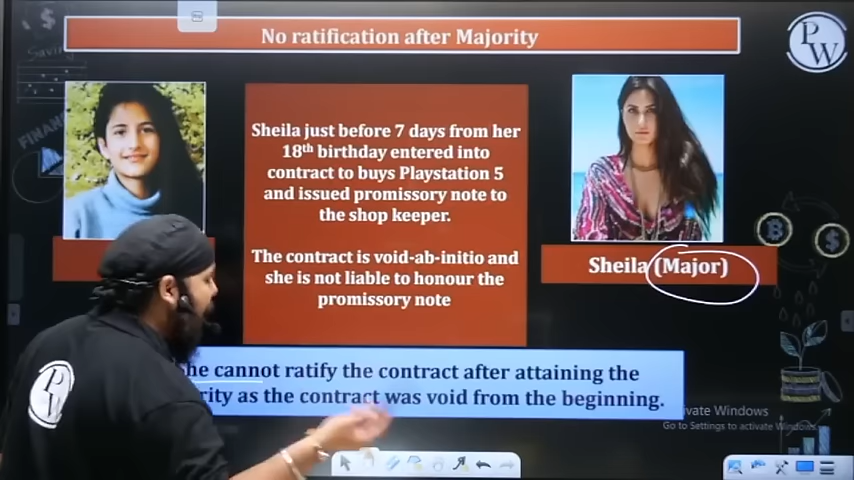 No ratification after Majority
PW
Saving
FINAN
Sheila just before 7 days from her
18th birthday entered into
contract to buys Playstation 5
and issued promissory note to
the shop keeper.
The contract is void-ab-initio and
she is not liable to honour the
promissory note
Sheila (Major)
he cannot ratify the contract after attaining the
rity as the contract was void from the beginning.
ivate Windows
Go to Settings to activate Windows.
PW